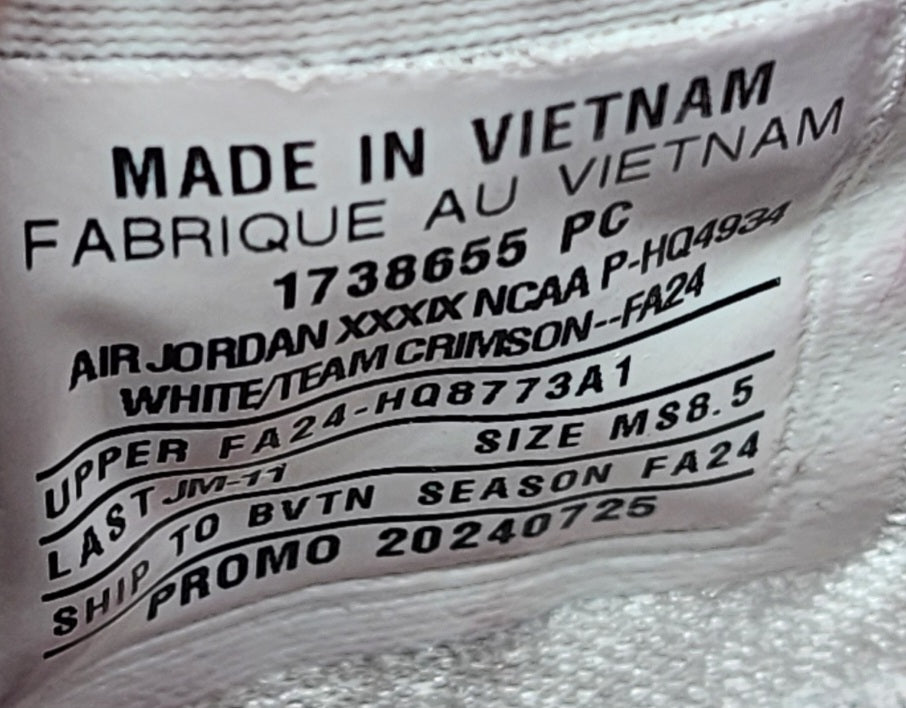 MADE IN VIETNAM
FABRIQUE AU VIETNAM
1738655 PC
AIR JORDAN XXXIX NCAA P-HQ4934
WHITE/TEAM CRIMSON--FA24
UPPER FA24-HQ8773A1
LAST JM-11 SIZE MS8.5
SHIP TO BVTN SEASON FA24
PROMO 20240725